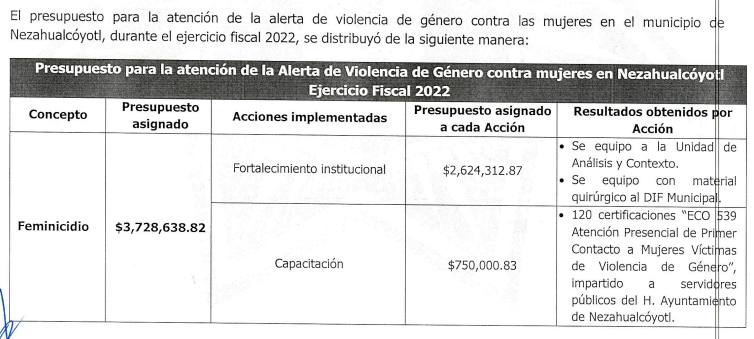 El presupuesto para la atención de la alerta de violencia de género contra las mujeres en el municipio de
Nezahualcóyotl, durante el ejercicio fiscal 2022, se distribuyó de la siguiente manera:
Presupuesto para la atención de la Alerta de Violencia de Género contra mujeres en Nezahualcóyotl
Ejercicio Fiscal 2022
Concepto
Presupuesto
asignado
Acciones implementadas
Presupuesto asignado
a cada Acción
Resultados obtenidos por
Acción
Feminicidio
$3,728,638.82
Fortalecimiento institucional
$2,624,312.87
• Se equipo a la Unidad de
Análisis y Contexto.
• Se equipo con material
quirúrgico al DIF Municipal.
Capacitación
$750,000.83
• 120 certificaciones "ECO 539
Atención Presencial de Primer
Contacto a Mujeres Víctimas
de Violencia de Género",
impartido a servidores
públicos del H. Ayuntamiento
de Nezahualcóyotl.